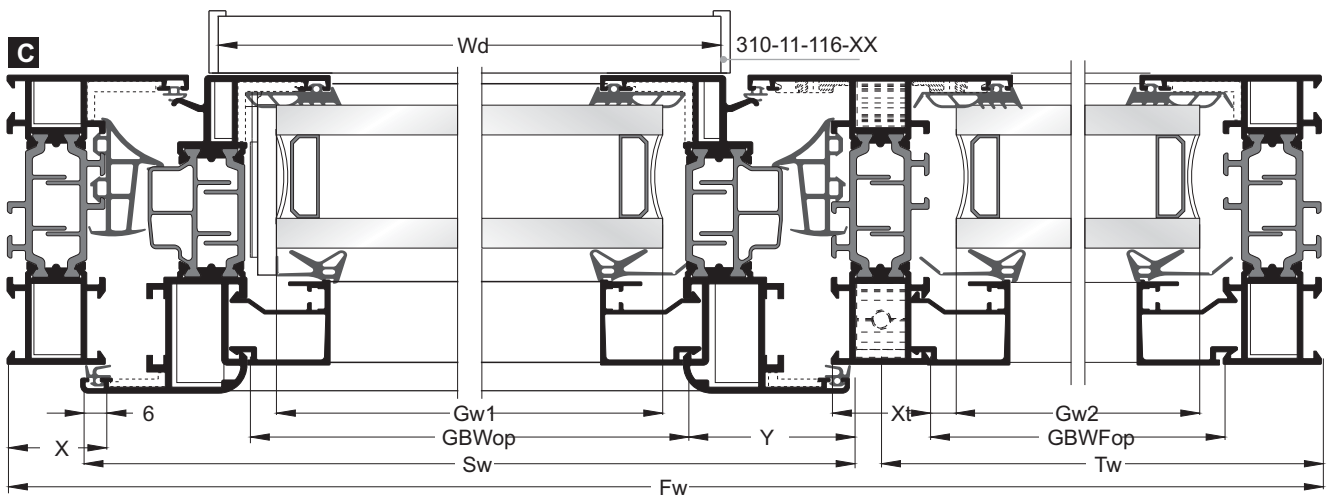 C
Wd
310-11-116-XX
6
Gw1
Xt
Gw2
X
GBWop
Y
GBWFop
Sw
Tw
Fw